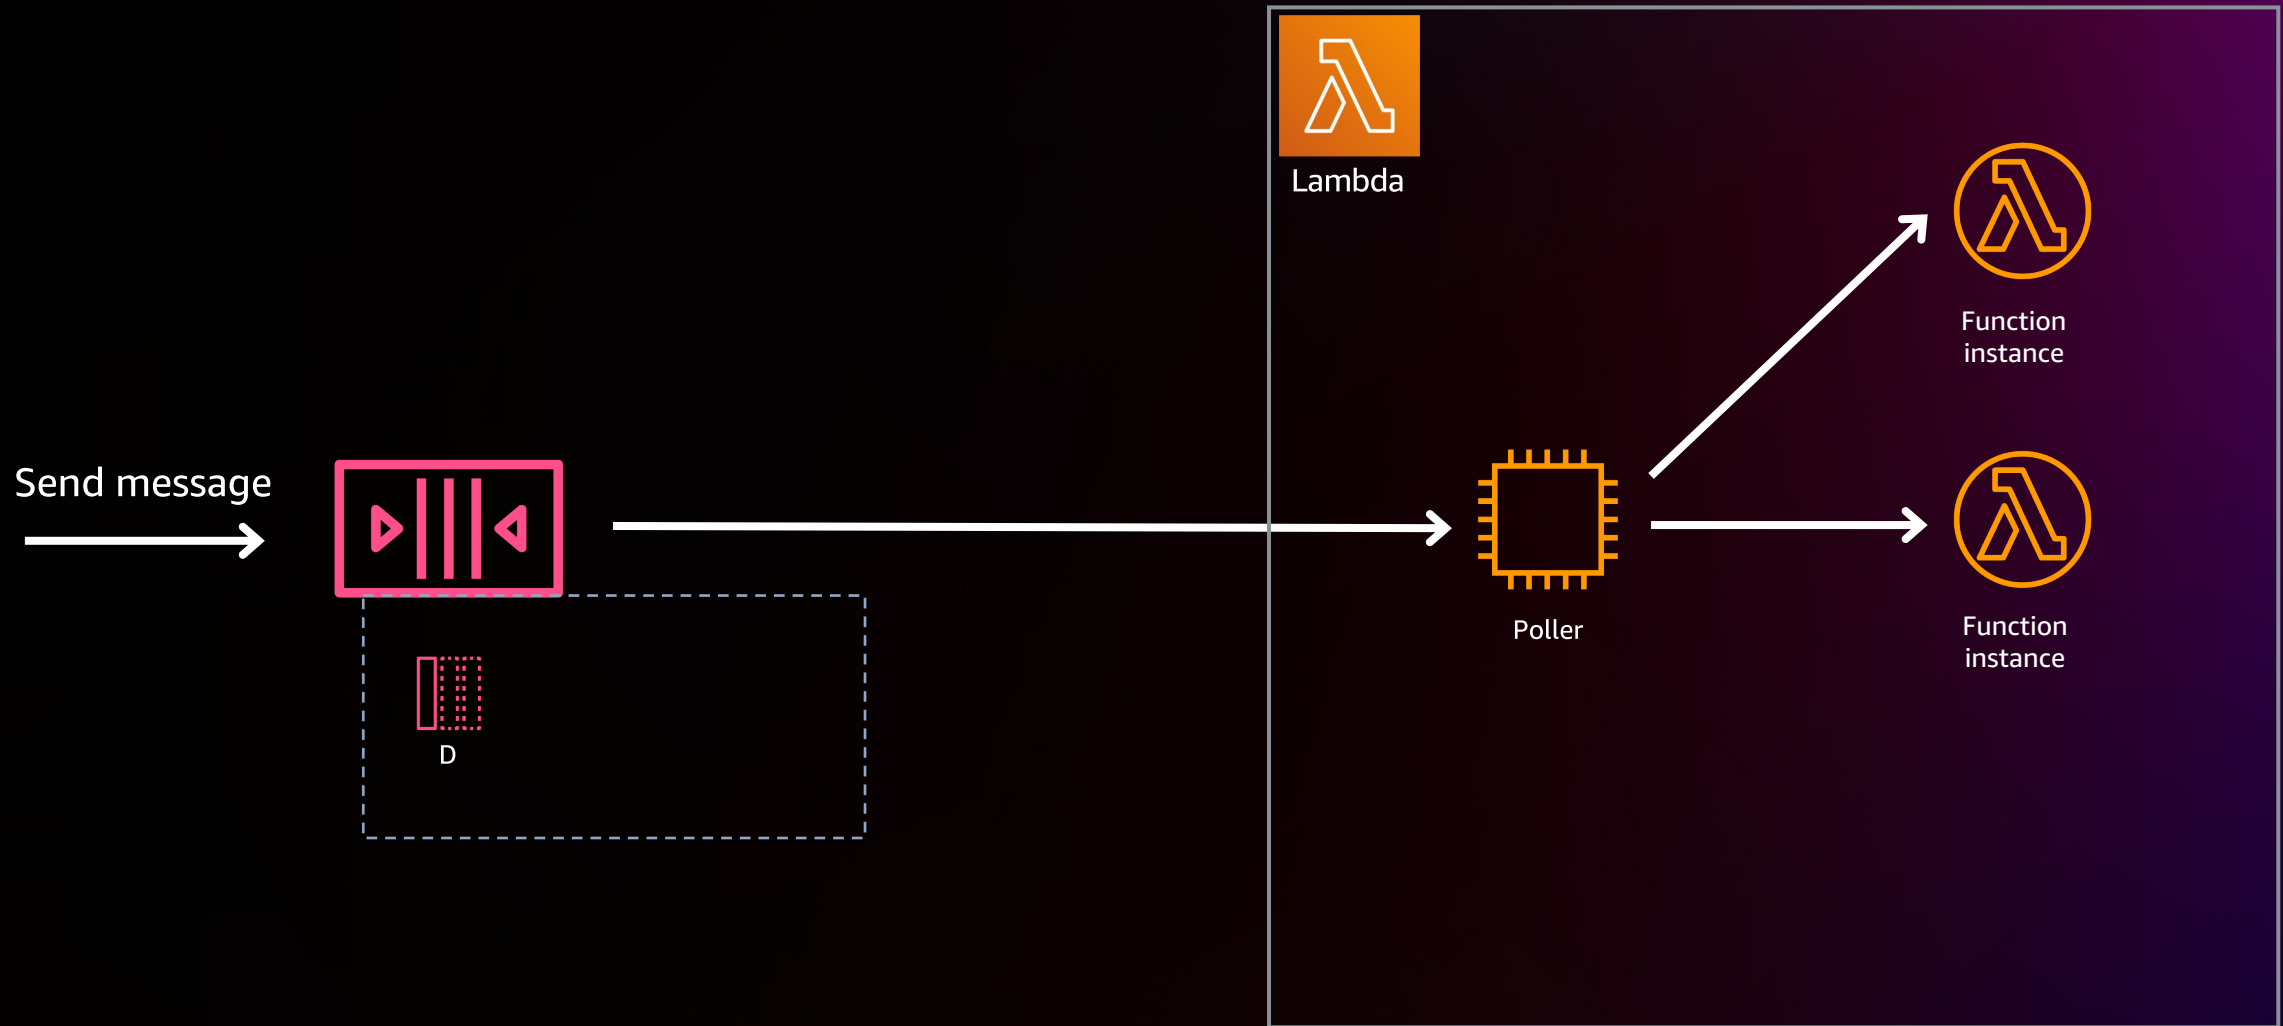 Lambda
Function
instance
Send message
Poller
Function
instance
D